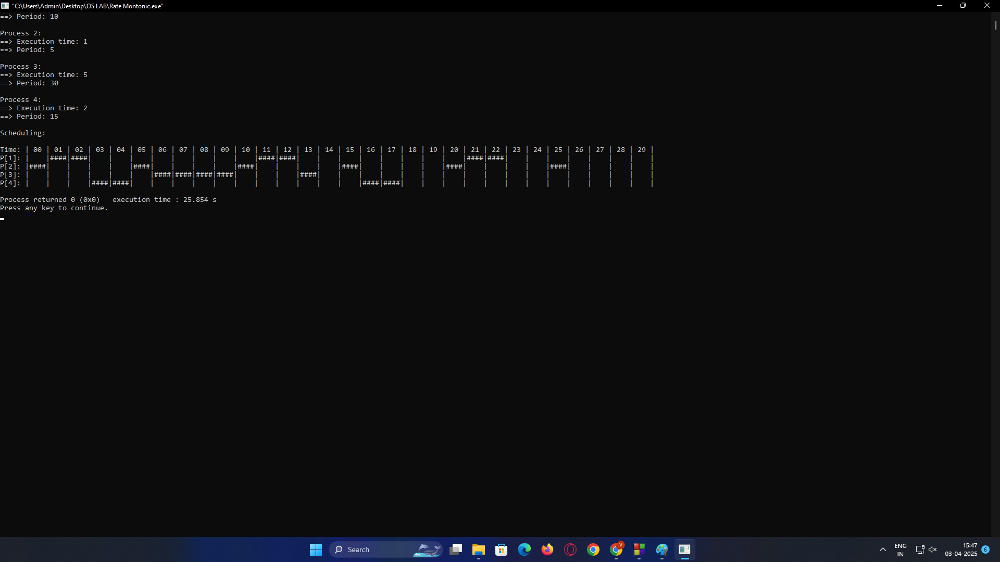 "C:\Users\Admin\Desktop\OS LAB\Rate Montonic.exe"
==> Period: 10
Process 2:
==> Execution time: 1
==> Period: 5
Process 3:
==> Execution time: 5
==> Period: 30
Process 4:
==> Execution time: 2
==> Period: 15
Scheduling:
Time: | 00 | 01 | 02 | 03 | 04 | 05 | 06 | 07 | 08 | 09 | 10 | 11 | 12 | 13 | 14 | 15 | 16 | 17 | 18 | 19 | 20 | 21 | 22 | 23 | 24 | 25 | 26 | 27 | 28 | 29 |
P[1]: |    |####|####|    |    |    |    |    |    |    |    |####|####|    |    |    |    |    |    |    |    |####|####|    |    |    |    |    |    |    |
P[2]: |####|    |    |    |    |####|    |    |    |    |####|    |    |    |    |####|    |    |    |    |####|    |    |    |    |####|    |    |    |    |
P[3]: |    |    |    |    |    |    |####|####|####|####|    |    |    |####|    |    |    |    |    |    |    |    |    |    |    |    |    |    |    |    |
P[4]: |    |    |    |####|####|    |    |    |    |    |    |    |    |    |    |    |####|####|    |    |    |    |    |    |    |    |    |    |    |    |
Process returned 0 (0x0)   execution time : 25.854 s
Press any key to continue.
Search
V
ENG
IN
15:47
03-04-2025
6